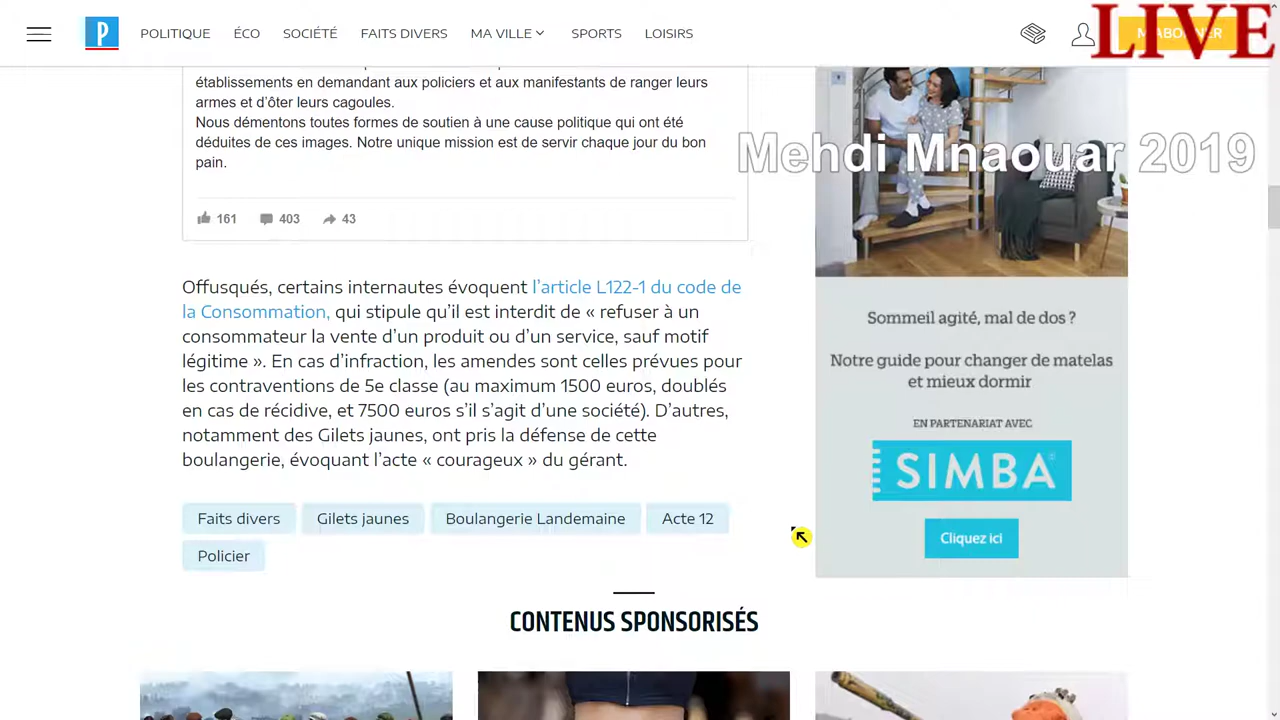 P
POLITIQUE
ÉCO
SOCIÉTÉ
FAITS DIVERS
MA VILLE
SPORTS
LOISIRS
M'ABONNER
LIVE
Mehdi Mnaouar 2019
établissements en demandant aux policiers et aux manifestants de ranger leurs
armes et d'ôter leurs cagoules.
Nous démentons toutes formes de soutien à une cause politique qui ont été
déduites de ces images. Notre unique mission est de servir chaque jour du bon
pain.
161
403
43
Offusqués, certains internautes évoquent l'article L122-1 du code de
la Consommation, qui stipule qu'il est interdit de « refuser à un
consommateur la vente d'un produit ou d'un service, sauf motif
légitime ». En cas d'infraction, les amendes sont celles prévues pour
les contraventions de 5e classe (au maximum 1500 euros, doublés
en cas de récidive, et 7500 euros s'il s'agit d'une société). D'autres,
notamment des Gilets jaunes, ont pris la défense de cette
boulangerie, évoquant l'acte « courageux » du gérant.
Faits divers
Gilets jaunes
Boulangerie Landemaine
Acte 12
Policier
Sommeil agité, mal de dos ?
Notre guide pour changer de matelas
et mieux dormir
EN PARTENARIAT AVEC
SIMBA
Cliquez ici
CONTENUS SPONSORISÉS